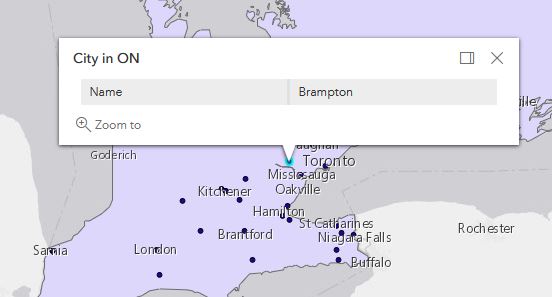 City in ON
Name Brampton
Zoom to
Goderich
Toronto
Mississauga
Kitchener
Oakville
Hamilton
St Catharines
Brantford
Niagara Falls
Rochester
Sarnia
London
Buffalo